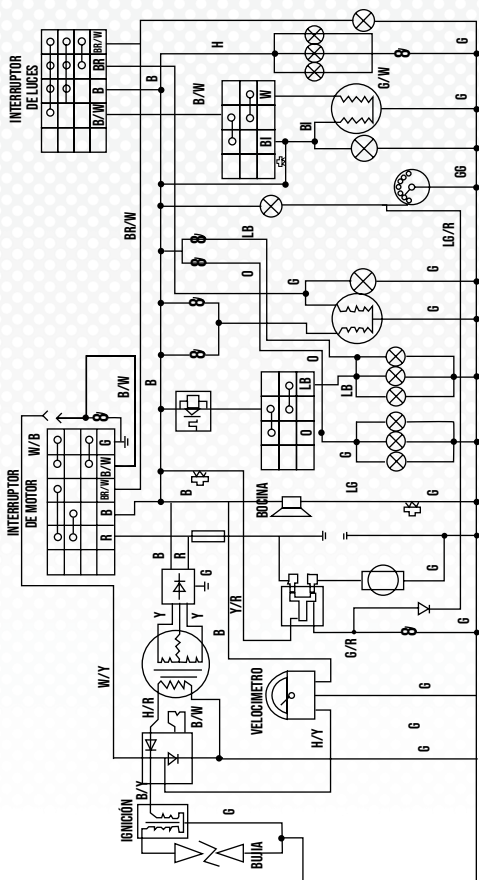 INTERRUPTOR
DE LUCES
BR/W
BR
B
B/W
B
H
B/W
W
BI
BI
G/W
G
G
G
BR/W
LB
O
GG
LG/R
G
G
G
B
B/W
W/B
INTERRUPTOR
DE MOTOR
G
B/W
BR/W
B
R
O
LB
O
LB
G
G
B
BOCINA
LG
G
B
R
G
Y
Y
B
Y/R
G
G/R
G
W/Y
H/R
B/W
VELOCIMETRO
H/Y
G
G
G
B/Y
IGNICIÓN
G
BUJIA